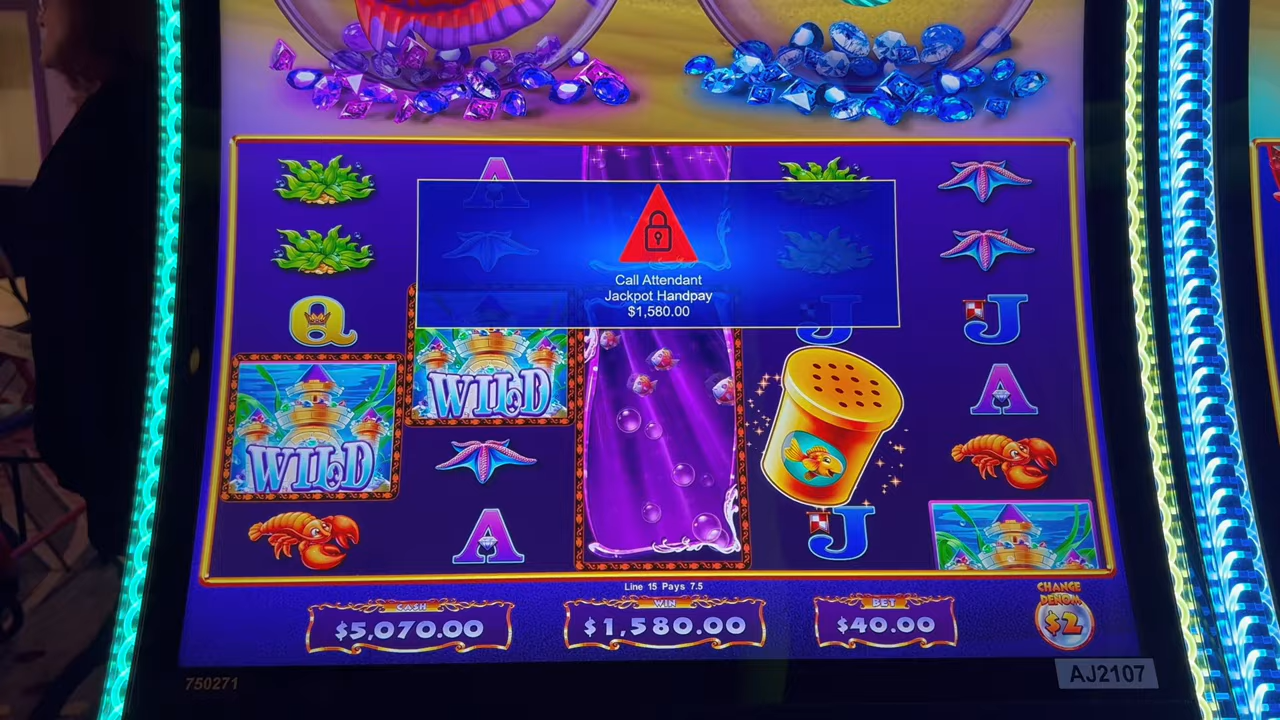 A
Call Attendant
Jackpot Handpay
$1,580.00
Q
J
J
WILD
WILD
A
A
J
Line 15 Pays 7.5
CASH
$5,070.00
WIN
$1,580.00
BET
$40.00
CHANGE
DENOM
$2
750271
AJ2107